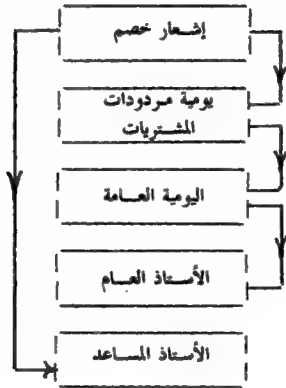 إشعار خصم
يومية مردودات
المشتريات
اليومية العامة
الأستاذ العام
الأستاذ المساعد